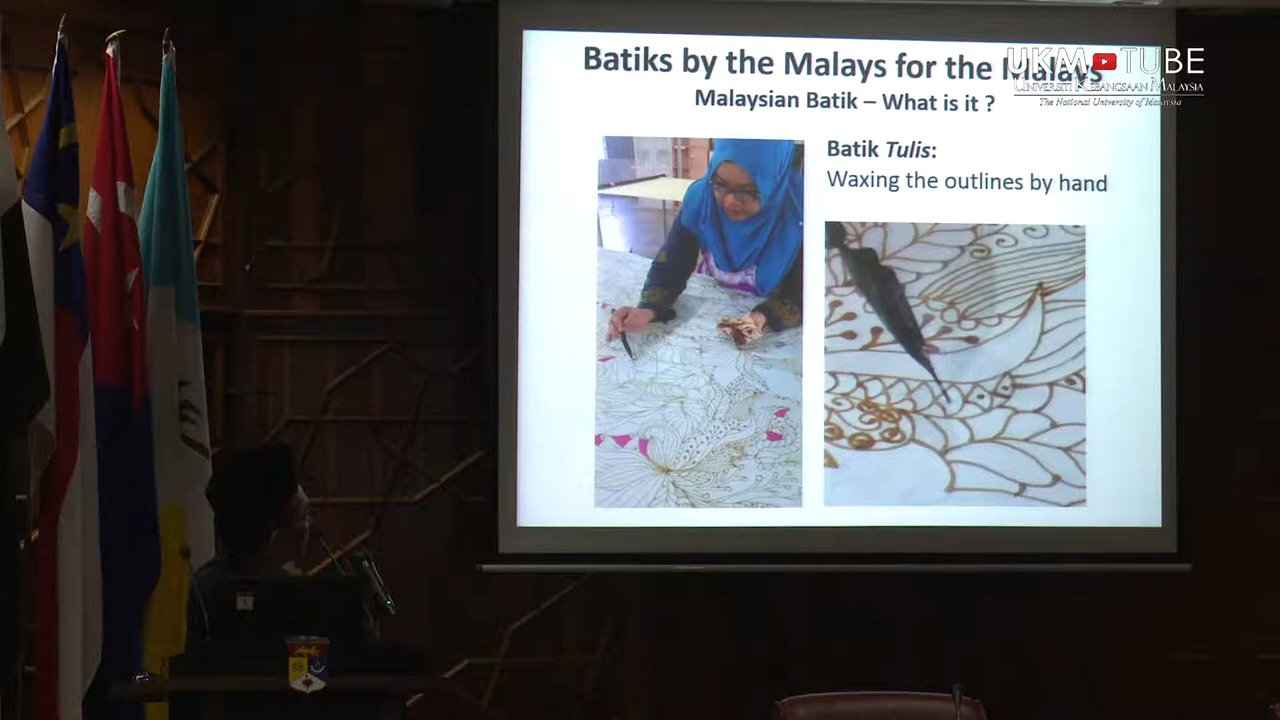 Batiks by the Malays for the Malays
Malaysian Batik – What is it ?
Batik Tulis:
Waxing the outlines by hand
UKM TUBE
UNIVERSITI KEBANGSAAN MALAYSIA
The National University of Malaysia